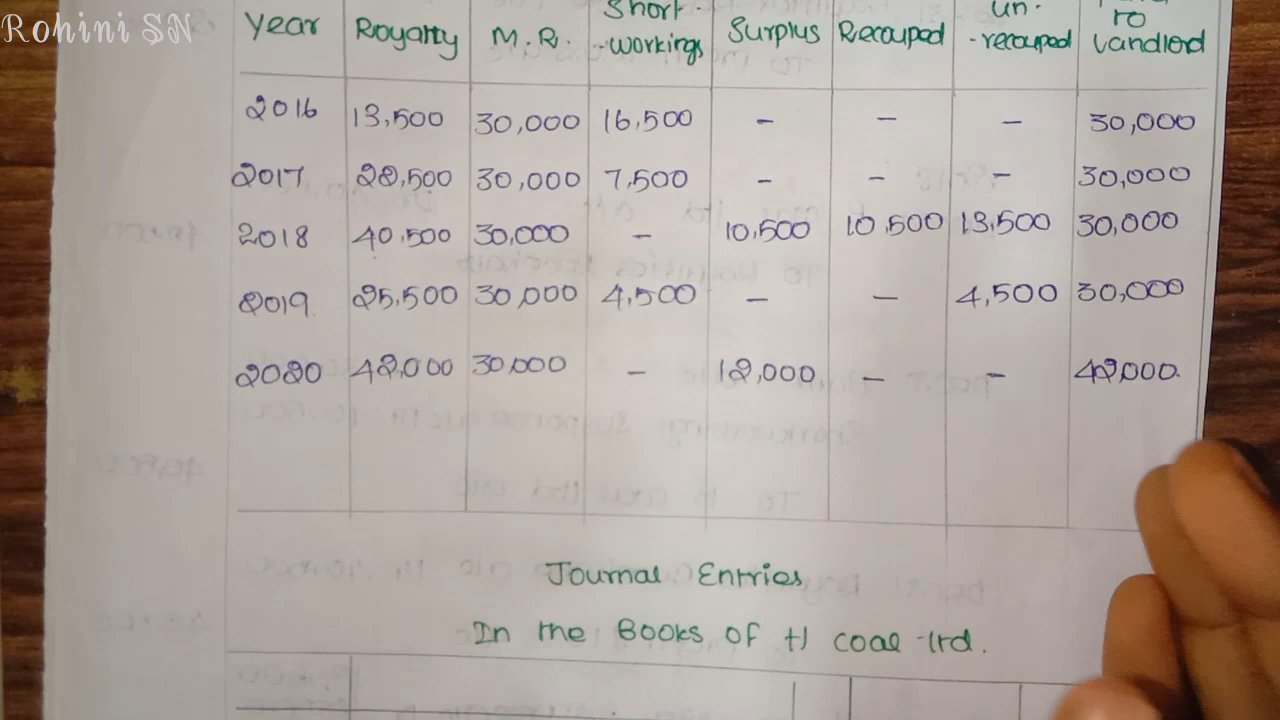 Rohini SN
Year Royalty M.R. Short-workings Surplus Recouped un-recouped to Landlord
2016 13,500 30,000 16,500 - - - 30,000
2017 22,500 30,000 7,500 - - - 30,000
2018 40,500 30,000 - 10,500 10,500 13,500 30,000
2019 25,500 30,000 4,500 - - 4,500 30,000
2020 42,000 30,000 - 12,000 - - 42,000
Journal Entries
In the Books of H coal ltd.